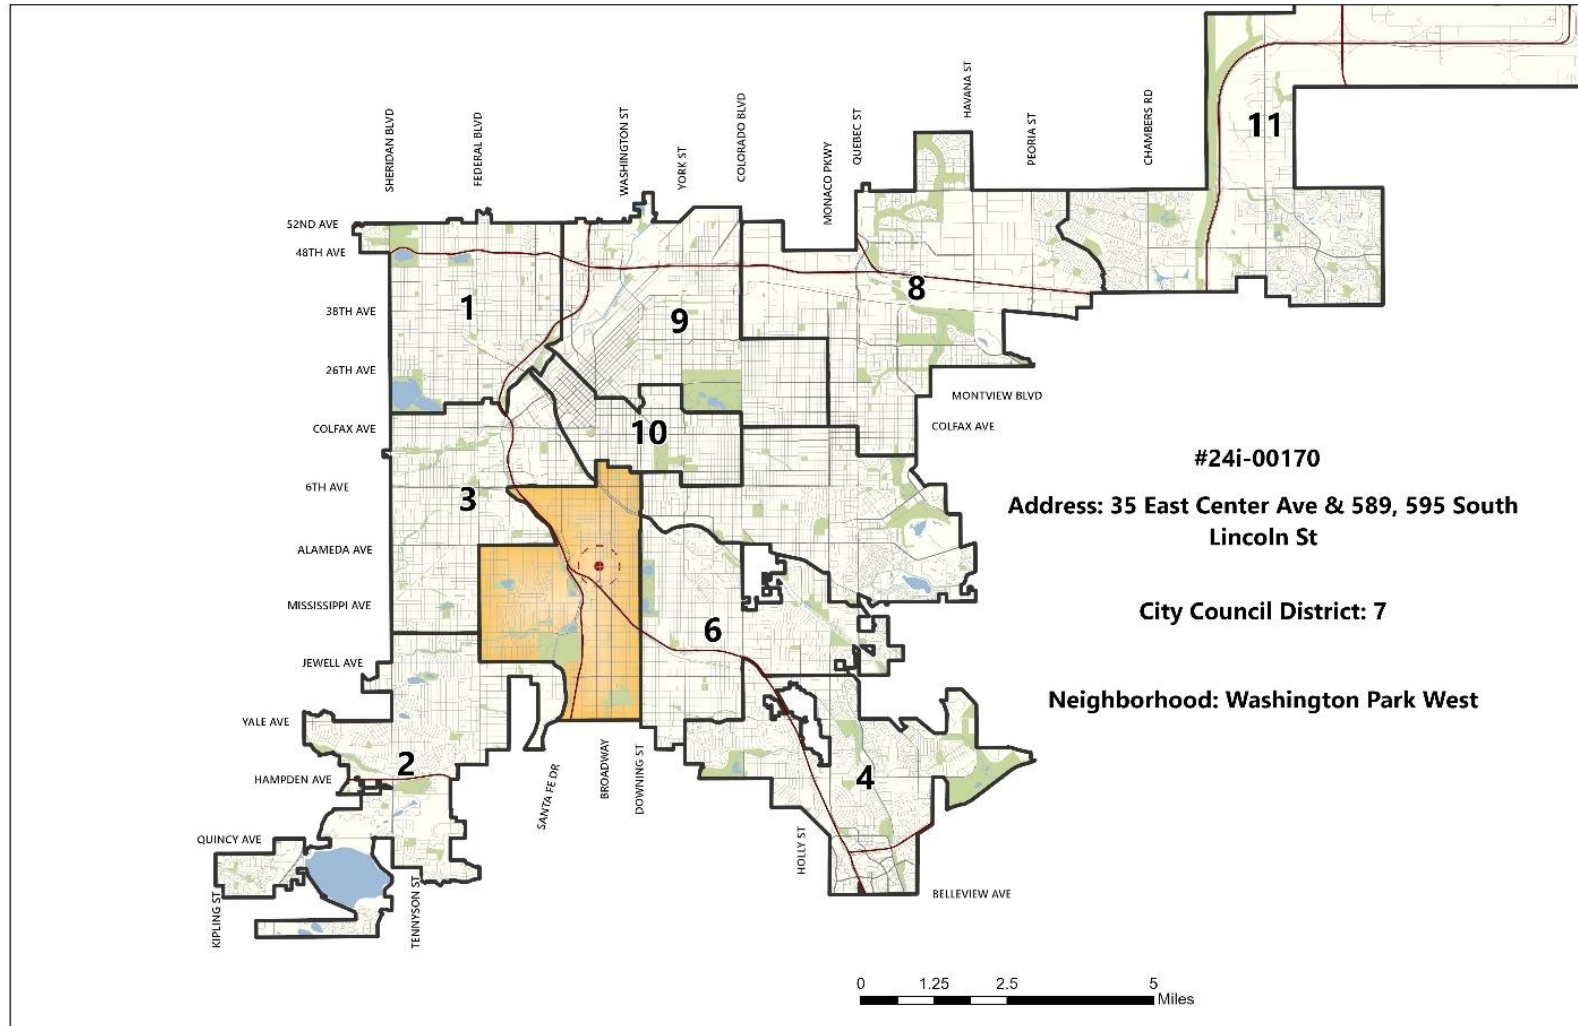 SHERIDAN BLVD
FEDERAL BLVD
WASHINGTON ST
YORK ST
COLORADO BLVD
MONACO PKWY
QUEBEC ST
HAVANA ST
PEORIA ST
CHAMBERS RD
11
52ND AVE
48TH AVE
8
1
38TH AVE
9
26TH AVE
MONTVIEW BLVD
COLFAX AVE
COLFAX AVE
10
#24i-00170
6TH AVE
3
Address: 35 East Center Ave & 589, 595 South
Lincoln St
ALAMEDA AVE
MISSISSIPPI AVE
City Council District: 7
6
JEWELL AVE
Neighborhood: Washington Park West
YALE AVE
2
HAMPDEN AVE
4
SANTA FE DR
BROADWAY
DOWNING ST
QUINCY AVE
HOLLY ST
BELLEVIEW AVE
KIPLING ST
TENNYSON ST
0 1.25 2.5 5
Miles